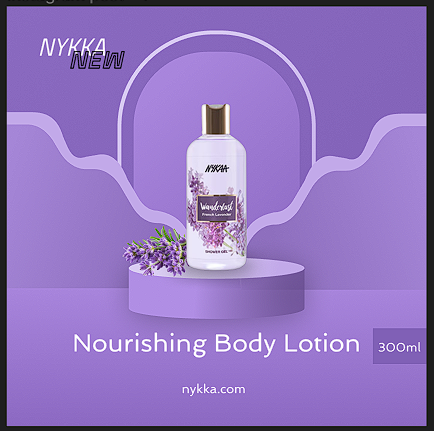 NYKKA
NEW
NYKAA
Wanderlust
French Lavender
SHOWER GEL
Nourishing Body Lotion
300ml
nykka.com